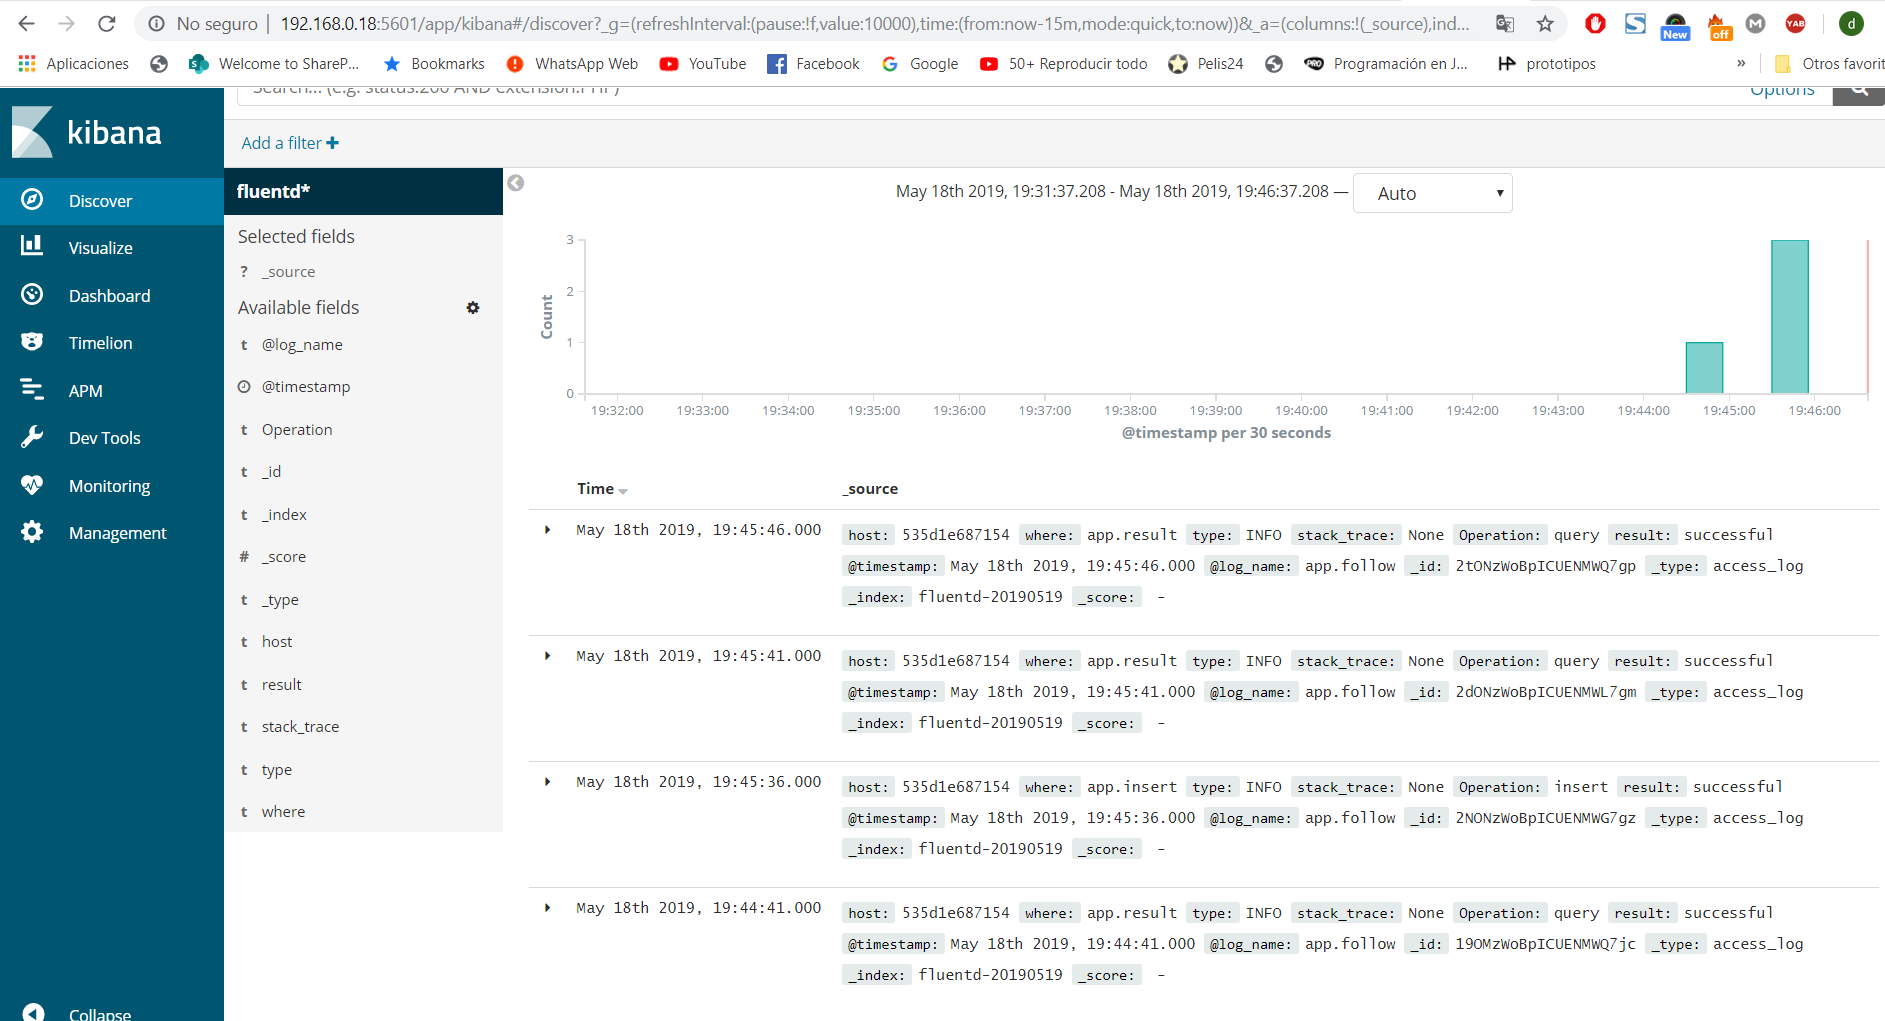 No seguro | 192.168.0.18:5601/app/kibana#/discover?_g=(refreshInterval:(pause:!f,value:10000),time:(from:now-15m,mode:quick,to:now))&_a=(columns:!(_source),ind...
New
off
M
YAB
d
Aplicaciones Welcome to ShareP... Bookmarks WhatsApp Web YouTube Facebook Google 50+ Reproducir todo Pelis24 PRO Programación en J... prototipos » Otros favorit
Search... (e.g. status:200 AND extension:PHP) Options
kibana
Discover
Visualize
Dashboard
Timelion
APM
Dev Tools
Monitoring
Management
Collapse
Add a filter +
fluentd*
Selected fields
? _source
Available fields
t @log_name
@timestamp
t Operation
t _id
t _index
# _score
t _type
t host
t result
t stack_trace
t type
t where
May 18th 2019, 19:31:37.208 - May 18th 2019, 19:46:37.208 — Auto
Count
3
2
1
0
19:32:00 19:33:00 19:34:00 19:35:00 19:36:00 19:37:00 19:38:00 19:39:00 19:40:00 19:41:00 19:42:00 19:43:00 19:44:00 19:45:00 19:46:00
@timestamp per 30 seconds
Time _source
May 18th 2019, 19:45:46.000 host: 535d1e687154 where: app.result type: INFO stack_trace: None Operation: query result: successful
@timestamp: May 18th 2019, 19:45:46.000 @log_name: app.follow _id: 2tONzWoBpICUENMWQ7gp _type: access_log
_index: fluentd-20190519 _score: -
May 18th 2019, 19:45:41.000 host: 535d1e687154 where: app.result type: INFO stack_trace: None Operation: query result: successful
@timestamp: May 18th 2019, 19:45:41.000 @log_name: app.follow _id: 2dONzWoBpICUENMWL7gm _type: access_log
_index: fluentd-20190519 _score: -
May 18th 2019, 19:45:36.000 host: 535d1e687154 where: app.insert type: INFO stack_trace: None Operation: insert result: successful
@timestamp: May 18th 2019, 19:45:36.000 @log_name: app.follow _id: 2NONzWoBpICUENMWG7gz _type: access_log
_index: fluentd-20190519 _score: -
May 18th 2019, 19:44:41.000 host: 535d1e687154 where: app.result type: INFO stack_trace: None Operation: query result: successful
@timestamp: May 18th 2019, 19:44:41.000 @log_name: app.follow _id: 19OMzWoBpICUENMWQ7jc _type: access_log
_index: fluentd-20190519 _score: -